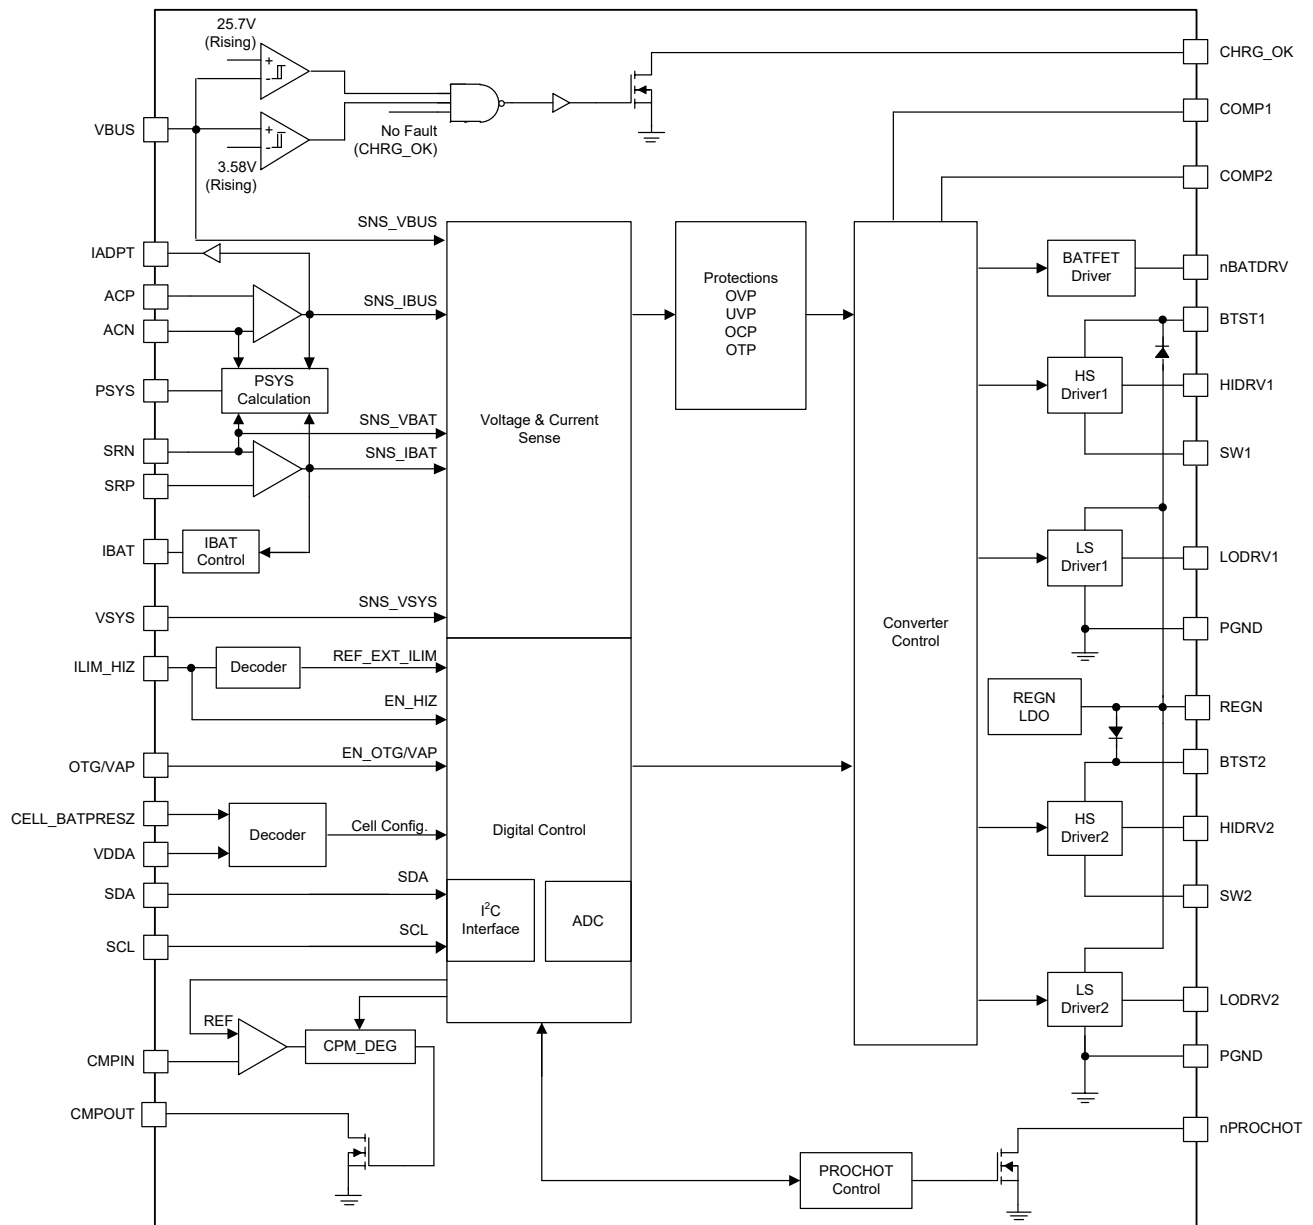 25.7V
(Rising)
+
-
+
-
3.58V
(Rising)
No Fault
(CHRG_OK)
VBUS
IADPT
ACP
ACN
PSYS
SRN
SRP
IBAT
VSYS
ILIM_HIZ
OTG/VAP
CELL_BATPRESZ
VDDA
SDA
SCL
CMPIN
CMPOUT
SNS_VBUS
SNS_IBUS
PSYS
Calculation
SNS_VBAT
SNS_IBAT
IBAT
Control
SNS_VSYS
Decoder
REF_EXT_ILIM
EN_HIZ
EN_OTG/VAP
Decoder
Cell Config.
SDA
SCL
REF
CPM_DEG
Voltage & Current
Sense
Digital Control
I²C
Interface
ADC
Protections
OVP
UVP
OCP
OTP
Converter
Control
PROCHOT
Control
BATFET
Driver
HS
Driver1
LS
Driver1
REGN
LDO
HS
Driver2
LS
Driver2
CHRG_OK
COMP1
COMP2
nBATDRV
BTST1
HIDRV1
SW1
LODRV1
PGND
REGN
BTST2
HIDRV2
SW2
LODRV2
PGND
nPROCHOT